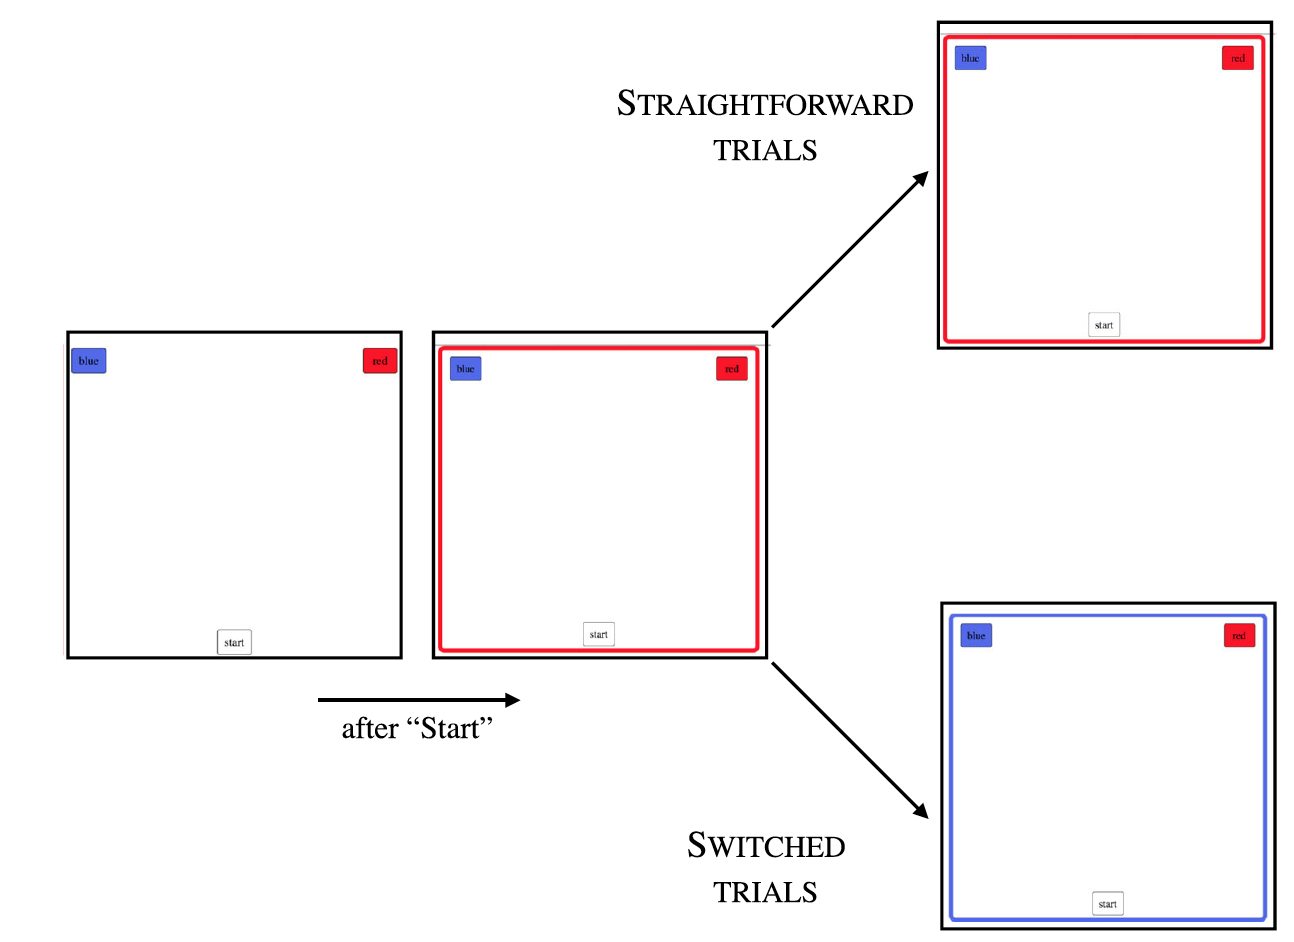 STRAIGHTFORWARD
TRIALS
blue
red
start
blue
red
start
blue
red
start
after “Start”
SWITCHED
TRIALS
blue
red
start